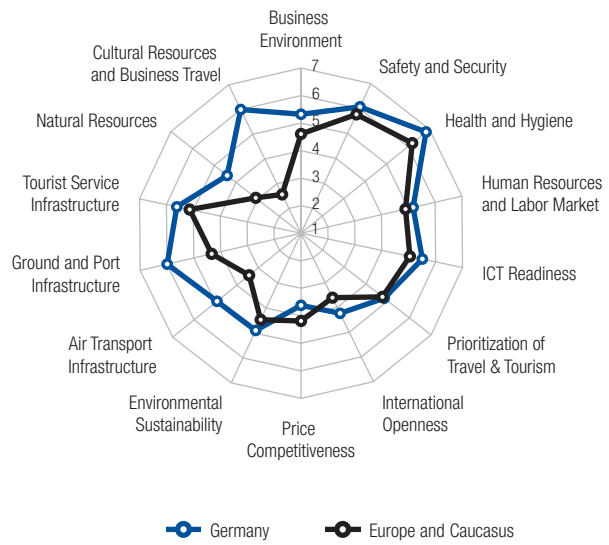 Business
Environment
Safety and Security
Health and Hygiene
Human Resources
and Labor Market
ICT Readiness
Prioritization of
Travel & Tourism
International
Openness
Price
Competitiveness
Environmental
Sustainability
Air Transport
Infrastructure
Ground and Port
Infrastructure
Tourist Service
Infrastructure
Natural Resources
Cultural Resources
and Business Travel
7
6
5
4
3
2
1
Germany
Europe and Caucasus